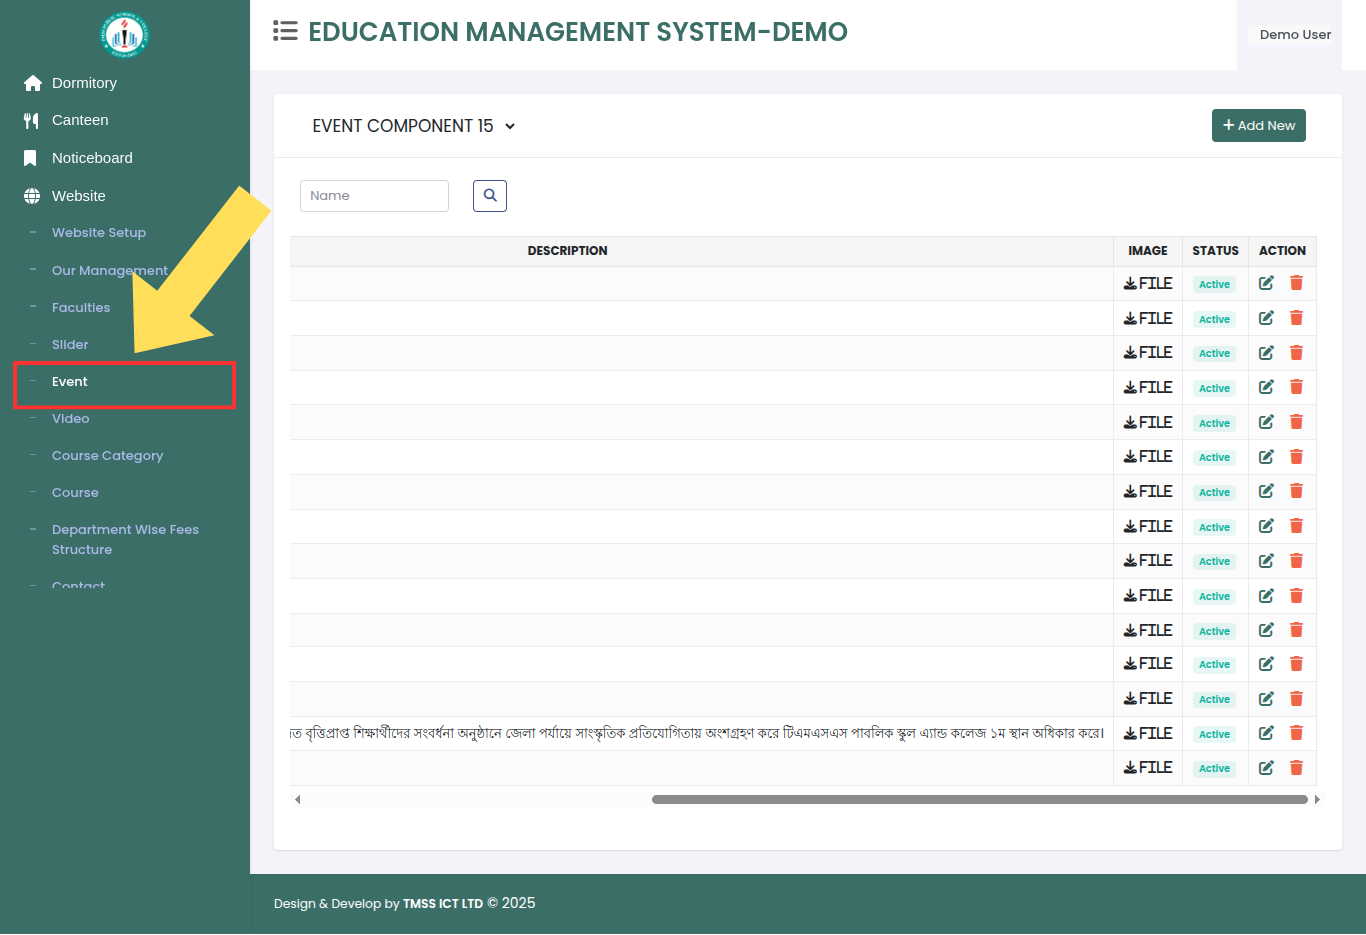 EDUCATION MANAGEMENT SYSTEM-DEMO
Demo User
Dormitory
Canteen
Noticeboard
Website
Website Setup
Our Management
Faculties
Slider
Event
Video
Course Category
Course
Department Wise Fees
Structure
Contact
EVENT COMPONENT 15
+ Add New
Name
DESCRIPTION IMAGE STATUS ACTION
FILE Active
FILE Active
FILE Active
FILE Active
FILE Active
FILE Active
FILE Active
FILE Active
FILE Active
FILE Active
FILE Active
FILE Active
FILE Active
বৃত্তিপ্রাপ্ত শিক্ষার্থীদের সংবর্ধনা অনুষ্ঠানে জেলা পর্যায়ে সাংস্কৃতিক প্রতিযোগিতায় অংশগ্রহণ করে টিএমএসএস পাবলিক স্কুল এ্যান্ড কলেজ ১ম স্থান অধিকার করে। FILE Active
FILE Active
Design & Develop by TMSS ICT LTD © 2025